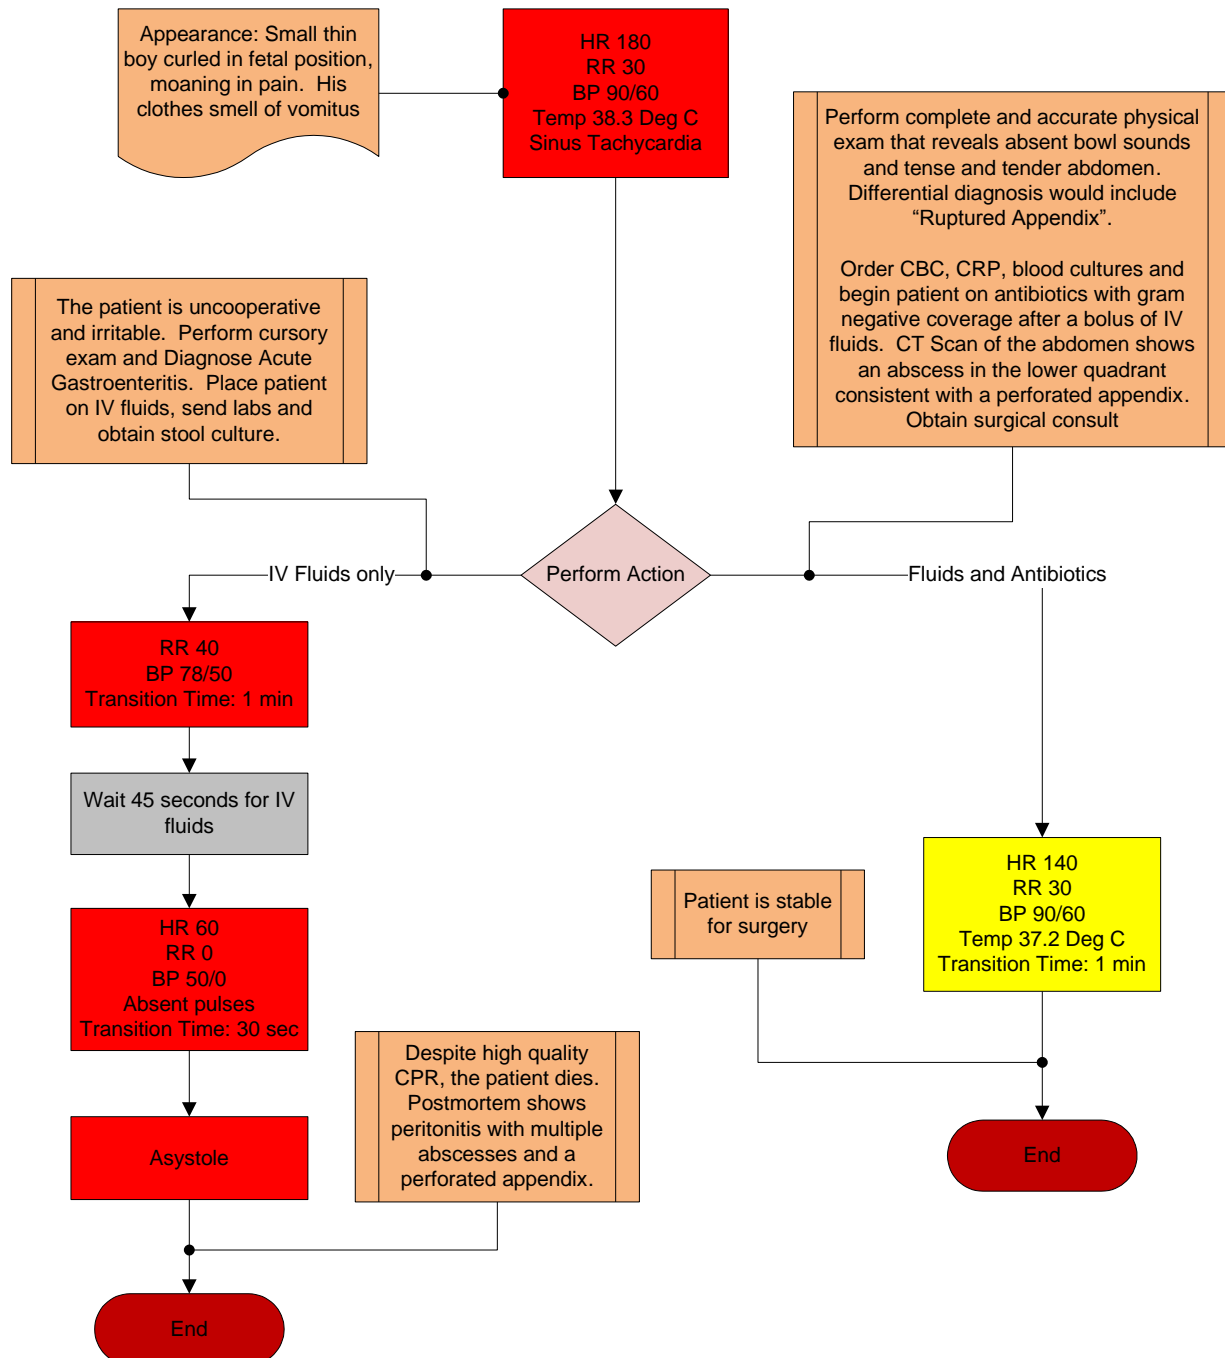 Appearance: Small thin
boy curled in fetal position,
moaning in pain. His
clothes smell of vomitus
HR 180
RR 30
BP 90/60
Temp 38.3 Deg C
Sinus Tachycardia
Perform complete and accurate physical
exam that reveals absent bowl sounds
and tense and tender abdomen.
Differential diagnosis would include
“Ruptured Appendix”.
Order CBC, CRP, blood cultures and
begin patient on antibiotics with gram
negative coverage after a bolus of IV
fluids. CT Scan of the abdomen shows
an abscess in the lower quadrant
consistent with a perforated appendix.
Obtain surgical consult
The patient is uncooperative
and irritable. Perform cursory
exam and Diagnose Acute
Gastroenteritis. Place patient
on IV fluids, send labs and
obtain stool culture.
IV Fluids only
Perform Action
Fluids and Antibiotics
RR 40
BP 78/50
Transition Time: 1 min
Wait 45 seconds for IV
fluids
HR 60
RR 0
BP 50/0
Absent pulses
Transition Time: 30 sec
Patient is stable
for surgery
HR 140
RR 30
BP 90/60
Temp 37.2 Deg C
Transition Time: 1 min
Despite high quality
CPR, the patient dies.
Postmortem shows
peritonitis with multiple
abscesses and a
perforated appendix.
Asystole
End
End